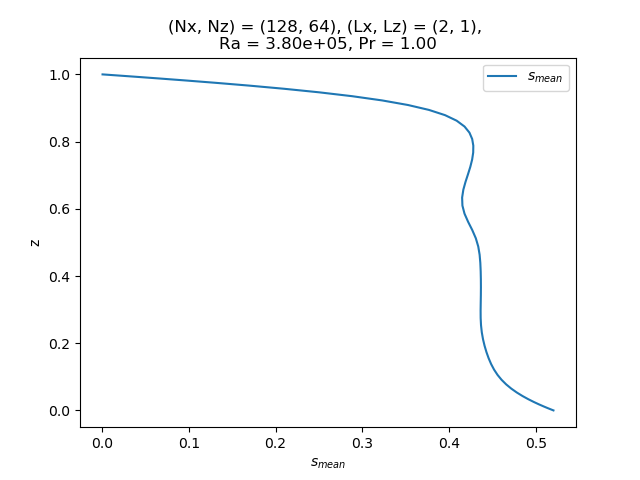 (Nx, Nz) = (128, 64), (Lx, Lz) = (2, 1),
Ra = 3.80e+05, Pr = 1.00
s_mean
1.0
0.8
0.6
0.4
0.2
0.0
z
0.0 0.1 0.2 0.3 0.4 0.5
s_mean